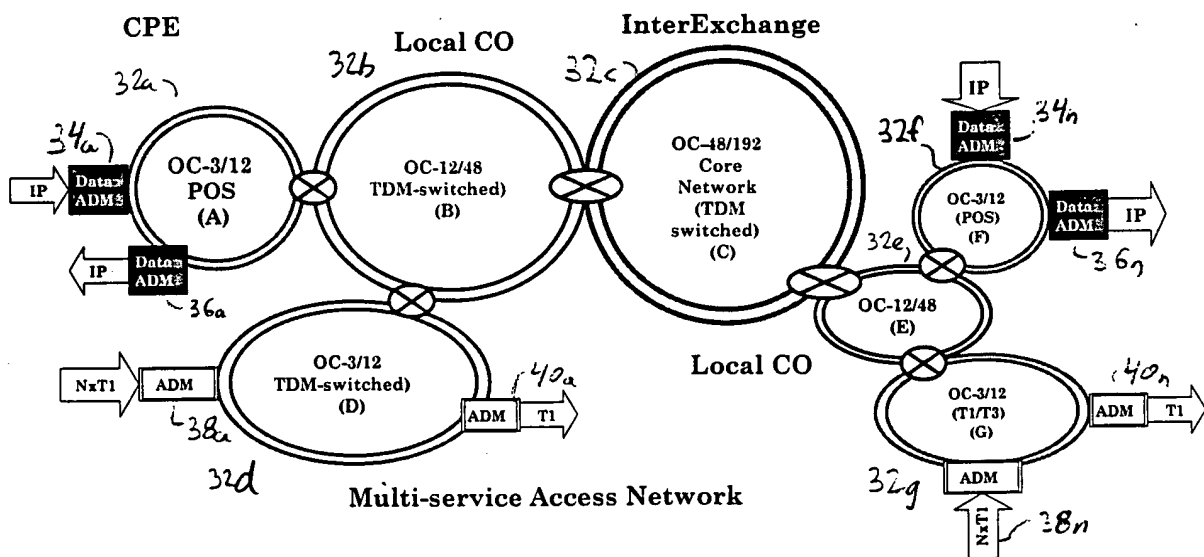 CPE
Local CO
InterExchange
32a
32b
32c
34a
IP
Data
ADM
OC-3/12
POS
(A)
IP
Data
ADM
36a
OC-12/48
TDM-switched)
(B)
OC-48/192
Core
Network
(TDM
switched)
(C)
IP
Data
ADM
34n
32f
OC-3/12
(POS)
(F)
Data
ADM
IP
36n
32e
OC-12/48
(E)
Local CO
NxT1
ADM
38a
OC-3/12
TDM-switched)
(D)
40a
ADM
T1
32d
OC-3/12
(T1/T3)
(G)
40n
ADM
T1
32g
ADM
NxT1
38n
Multi-service Access Network